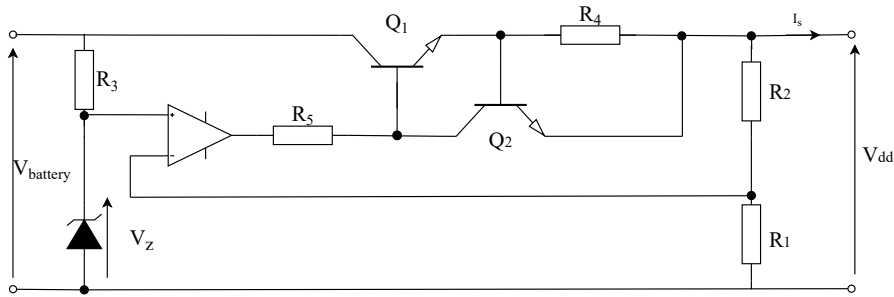 Q1
R4
Is
R3
R2
+
R5
-
Q2
Vbattery
Vdd
VZ
R1